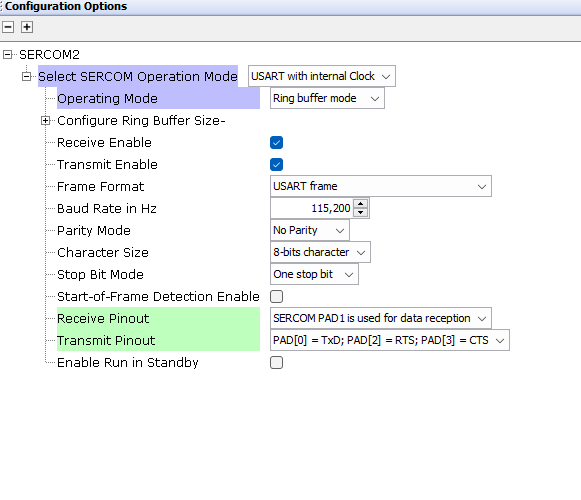 Configuration Options
SERCOM2
Select SERCOM Operation Mode USART with internal Clock
Operating Mode Ring buffer mode
Configure Ring Buffer Size-
Receive Enable
Transmit Enable
Frame Format USART frame
Baud Rate in Hz 115,200
Parity Mode No Parity
Character Size 8-bits character
Stop Bit Mode One stop bit
Start-of-Frame Detection Enable
Receive Pinout SERCOM PAD1 is used for data reception
Transmit Pinout PAD[0] = TxD; PAD[2] = RTS; PAD[3] = CTS
Enable Run in Standby